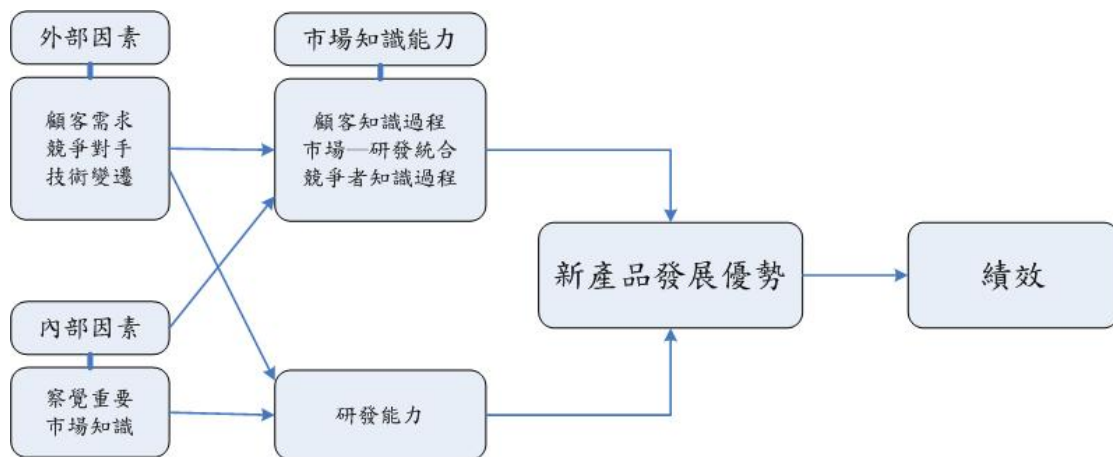 外部因素
顧客需求
競爭對手
技術變遷
市場知識能力
顧客知識過程
市場—研發統合
競爭者知識過程
內部因素
察覺重要
市場知識
研發能力
新產品發展優勢
績效